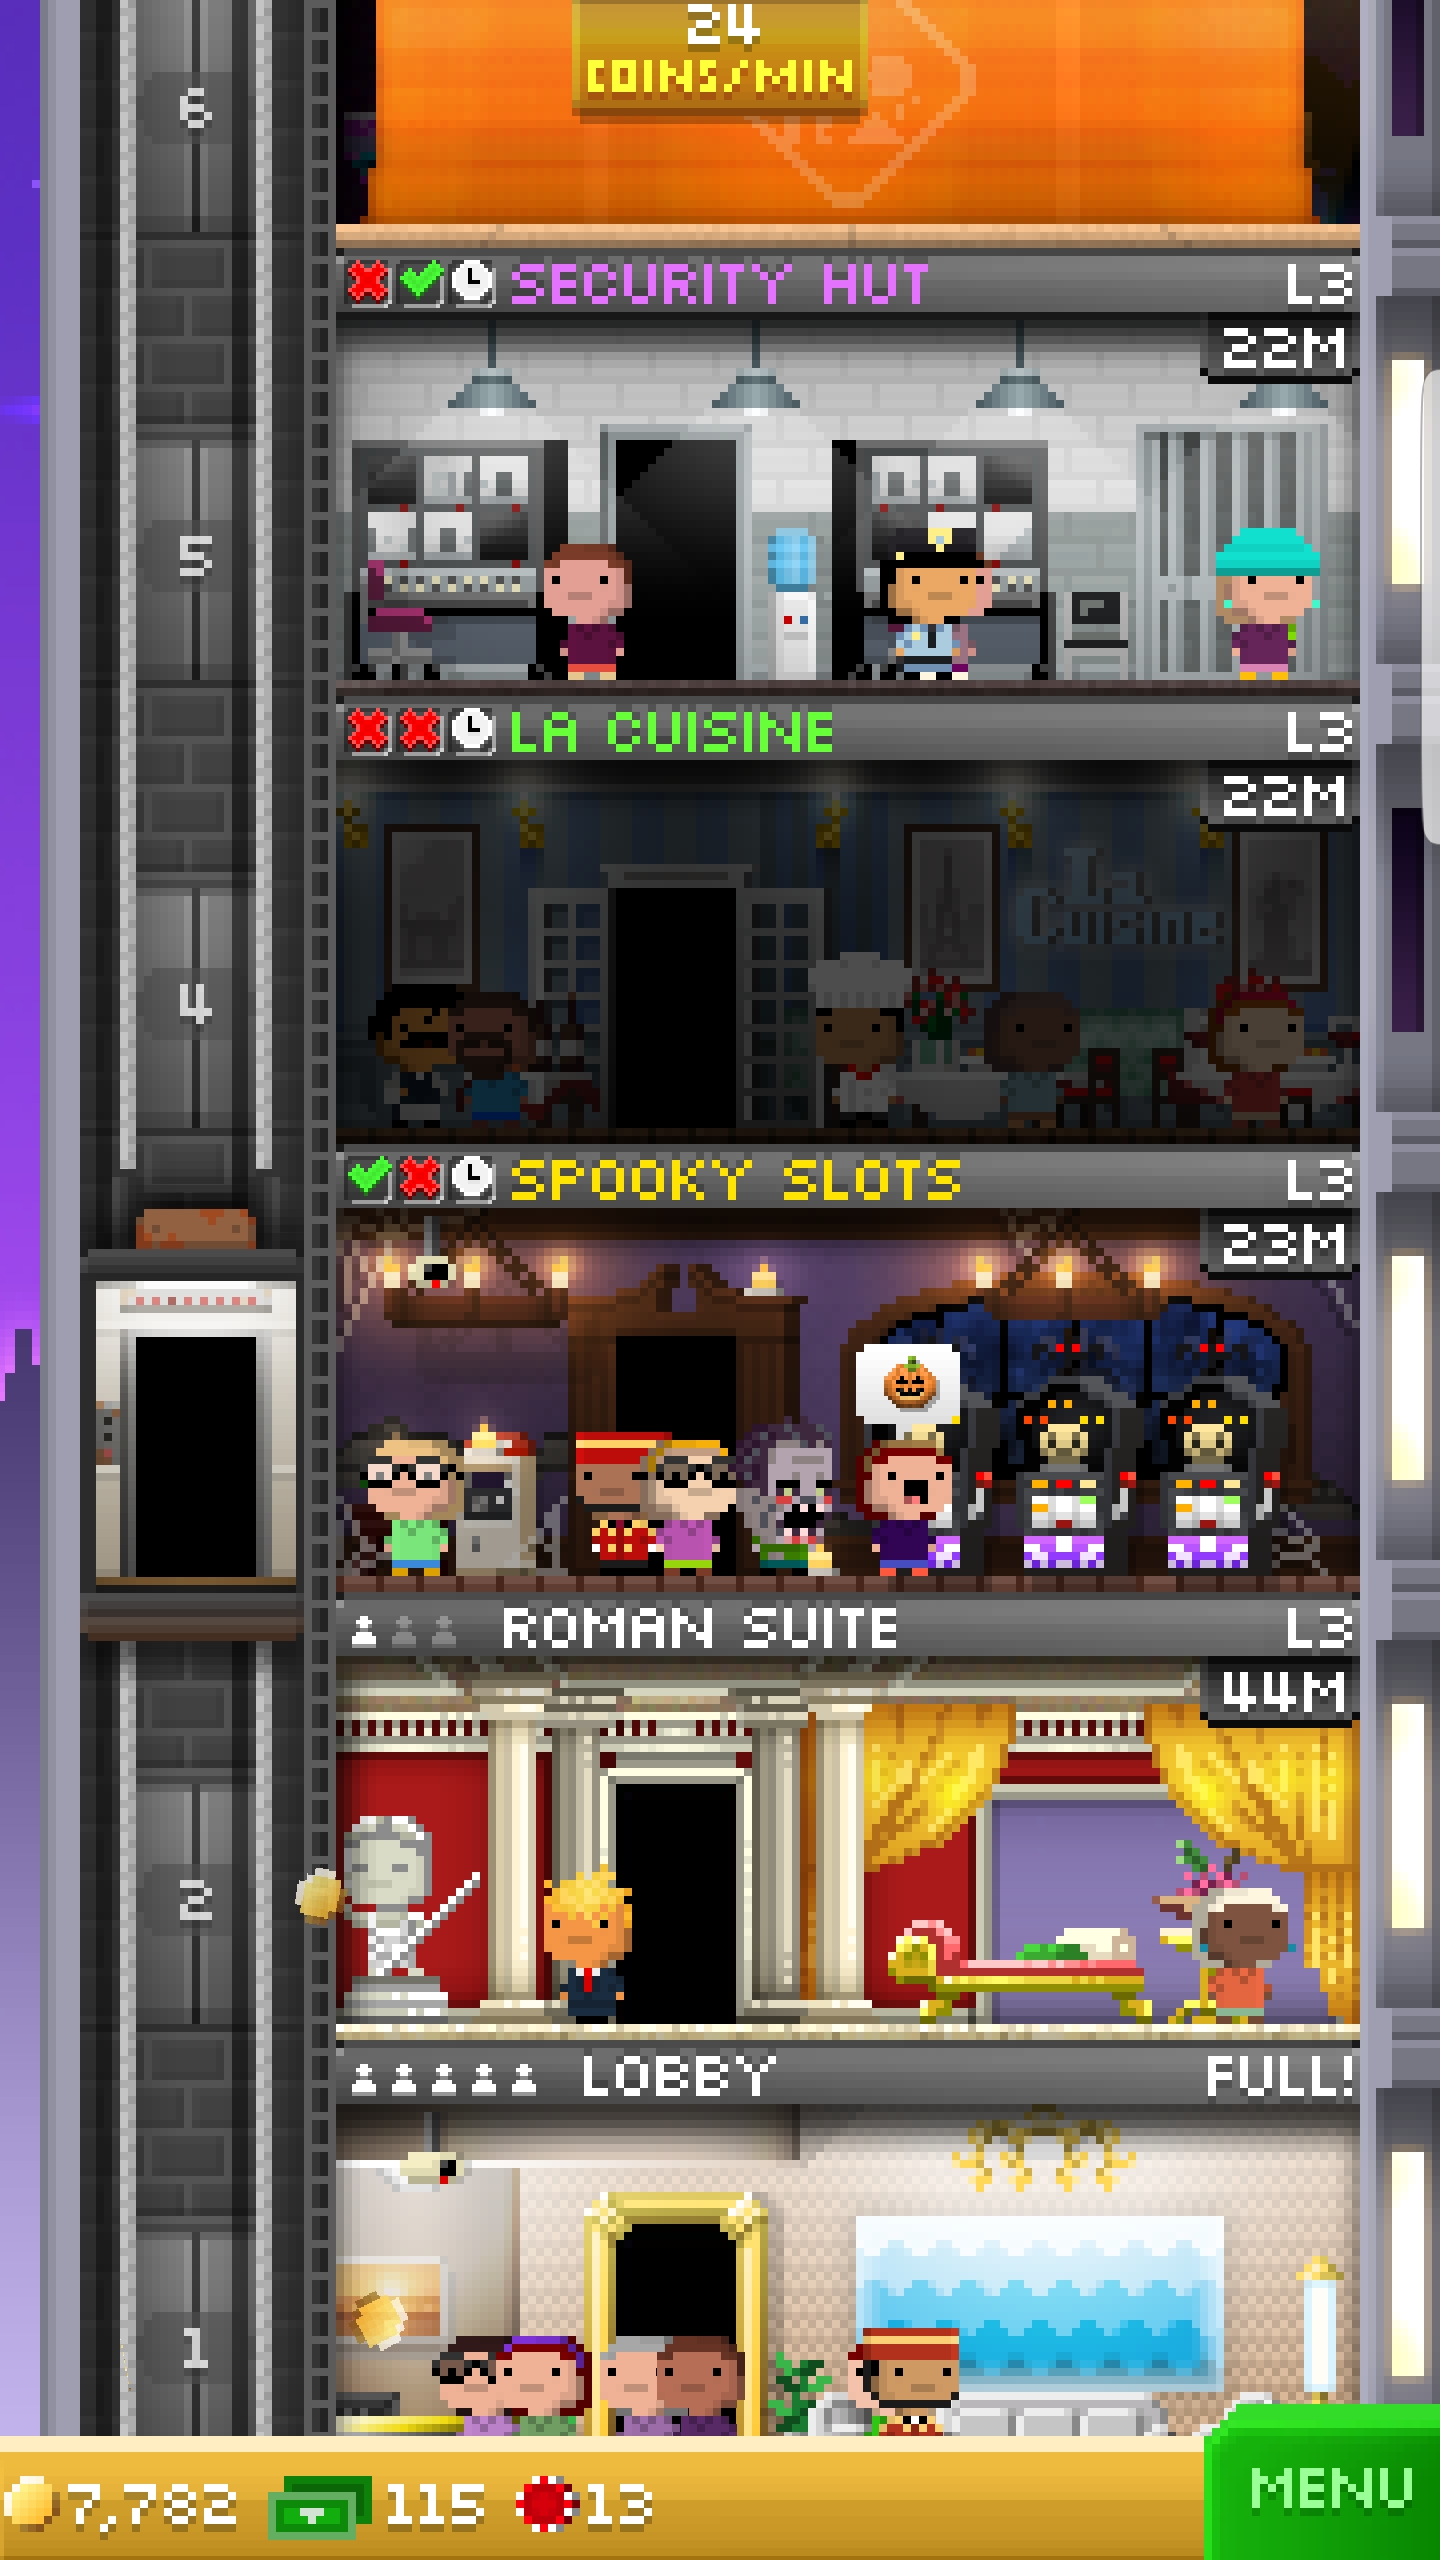 24
COINS/MIN
6
SECURITY HUT L3
22M
5
LA CUISINE L3
22M
La
Cuisine
4
SPOOKY SLOTS L3
23M
ROMAN SUITE L3
44M
2
LOBBY FULL!
1
7,782 115 13
MENU